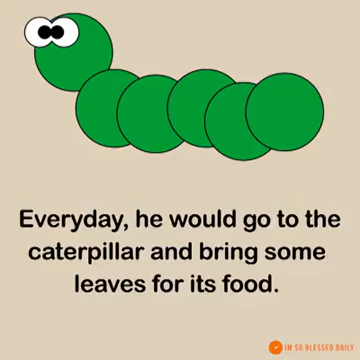 Everyday, he would go to the
caterpillar and bring some
leaves for its food.
IM SO BLESSED DAILY